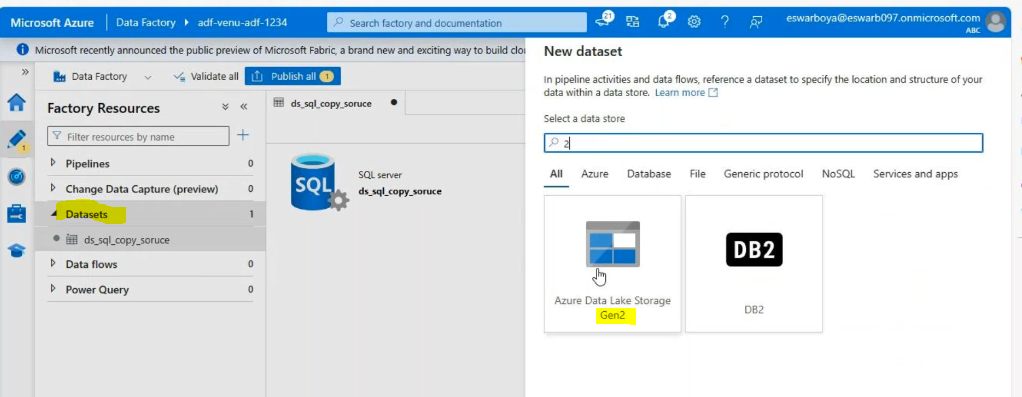 Microsoft Azure
Data Factory
adf-venu-adf-1234
Search factory and documentation
21
2
eswarboya@eswarb097.onmicrosoft.com
ABC
Microsoft recently announced the public preview of Microsoft Fabric, a brand new and exciting way to build
Data Factory
Validate all
Publish all 1
Factory Resources
Filter resources by name
Pipelines 0
Change Data Capture (preview) 0
Datasets 1
ds_sql_copy_soruce
Data flows 0
Power Query 0
1
ds_sql_copy_soruce
SQL
SQL server
ds_sql_copy_soruce
New dataset
In pipeline activities and data flows, reference a dataset to specify the location and structure of your
data within a data store. Learn more
Select a data store
2
All Azure Database File Generic protocol NoSQL Services and apps
Azure Data Lake Storage
Gen2
DB2
DB2